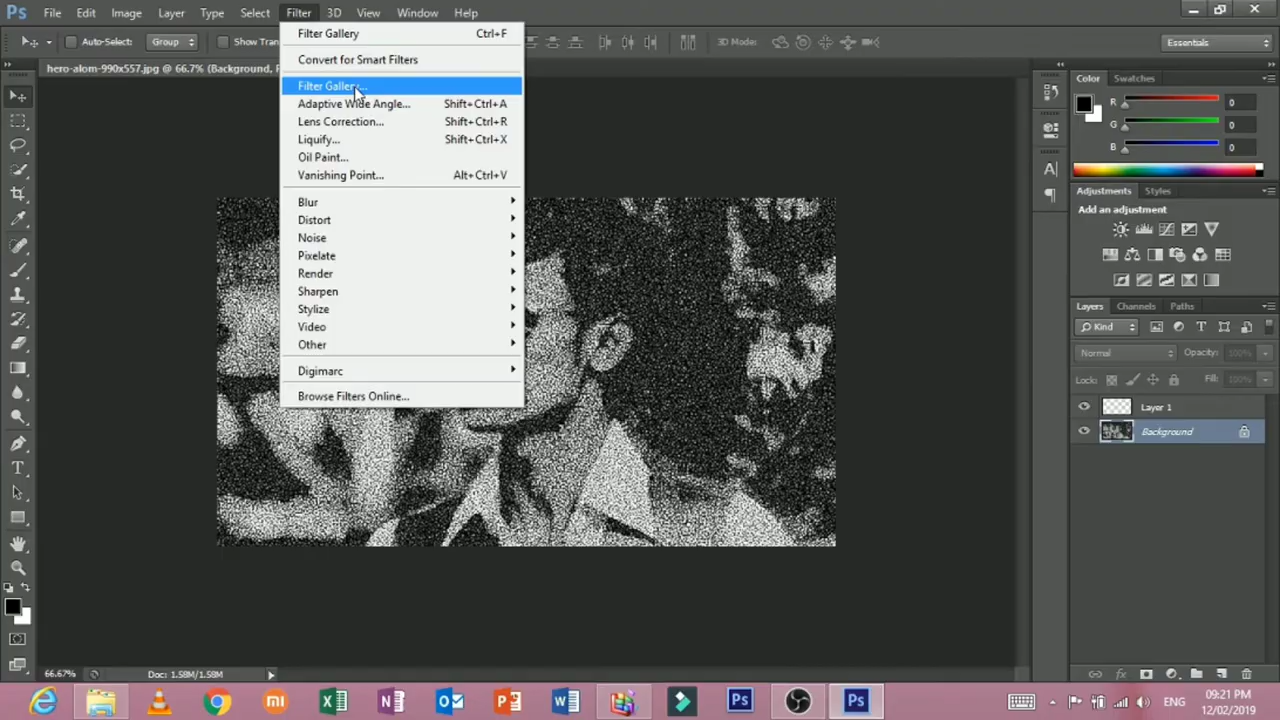 Ps File Edit Image Layer Type Select Filter 3D View Window Help
Auto-Select: Group Show 3D Mode: Essentials
hero-alom-990x557.jpg @ 66.7% (Background,
Filter Gallery Ctrl+F
Convert for Smart Filters
Filter Gallery...
Adaptive Wide Angle... Shift+Ctrl+A
Lens Correction... Shift+Ctrl+R
Liquify... Shift+Ctrl+X
Oil Paint...
Vanishing Point... Alt+Ctrl+V
Blur
Distort
Noise
Pixelate
Render
Sharpen
Stylize
Video
Other
Digimarc
Browse Filters Online...
Color Swatches
R 0
G 0
B 0
Adjustments Styles
Add an adjustment
Layers Channels Paths
Kind
Normal Opacity: 100%
Lock: Fill: 100%
Layer 1
Background
66.67% Doc: 1.58M/1.58M
ENG
09:21 PM
12/02/2019